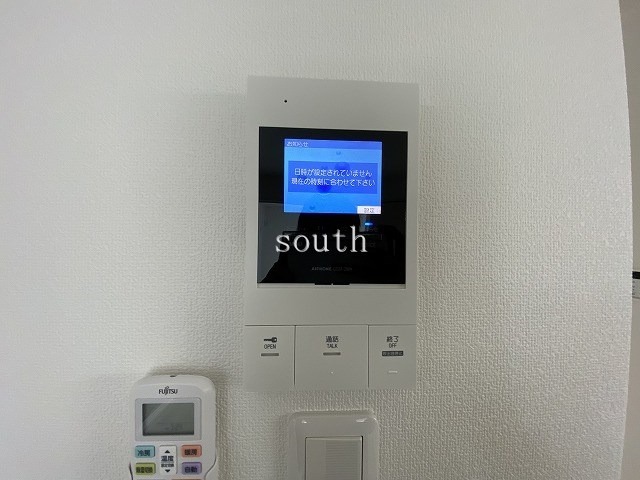 お知らせ
日時が設定されていません
現在の時刻に合わせて下さい
設定
south
OPEN
通話
TALK
終了
OFF
FUJITSU
冷房
暖房
温度
自動